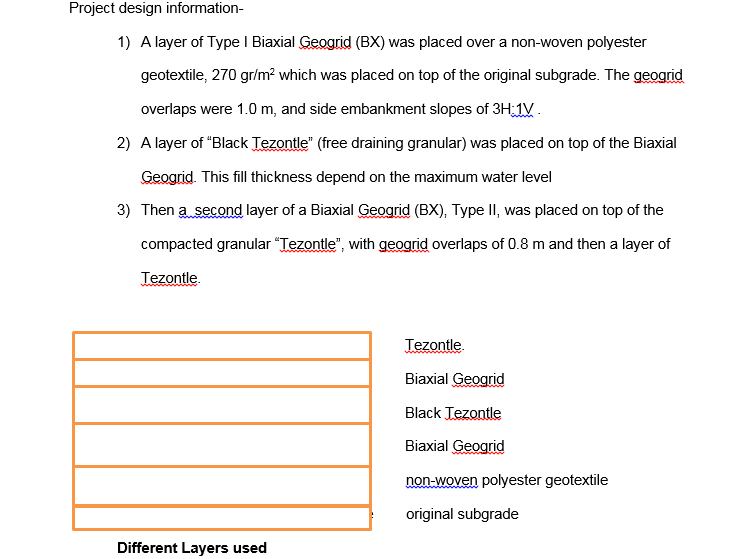 Project design information-
1) A layer of Type I Biaxial Geogrid (BX) was placed over a non-woven polyester
geotextile, 270 gr/m² which was placed on top of the original subgrade. The geogrid
overlaps were 1.0 m, and side embankment slopes of 3H:1V .
2) A layer of “Black Tezontle” (free draining granular) was placed on top of the Biaxial
Geogrid. This fill thickness depend on the maximum water level
3) Then a second layer of a Biaxial Geogrid (BX), Type II, was placed on top of the
compacted granular “Tezontle”, with geogrid overlaps of 0.8 m and then a layer of
Tezontle.
Tezontle.
Biaxial Geogrid
Black Tezontle
Biaxial Geogrid
non-woven polyester geotextile
original subgrade
Different Layers used